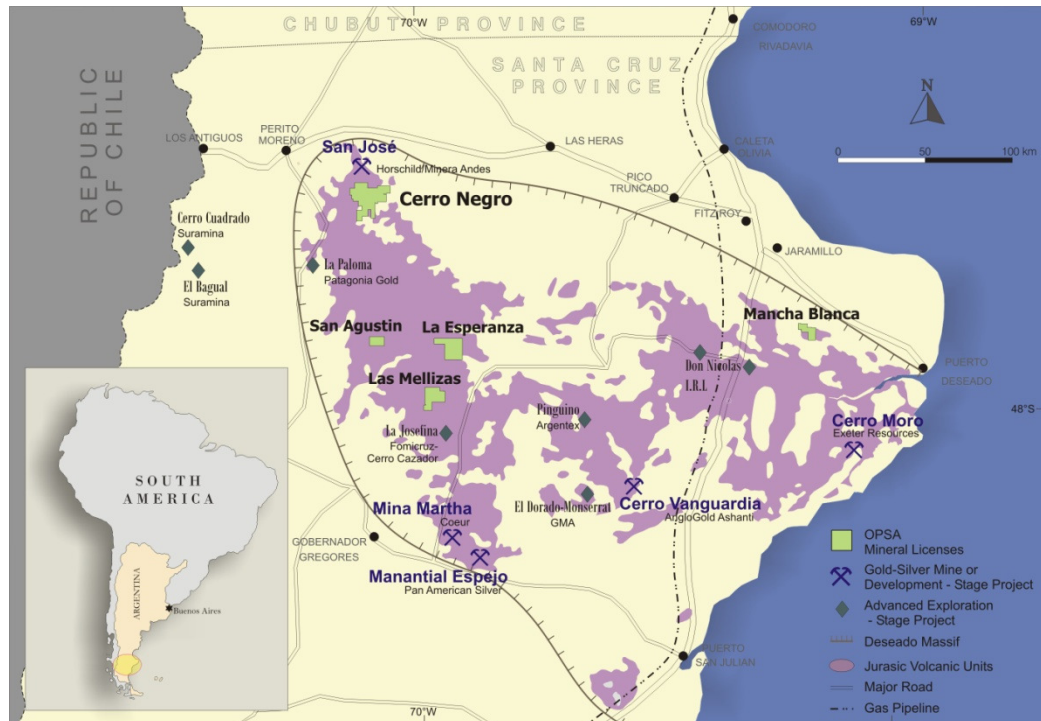 CHUBUT PROVINCE
SANTA CRUZ
PROVINCE
70°W
69°W
COMODORO
RIVADAVIA
N
0 50 100 km
REPUBLIC
OF CHILE
LOS ANTIGUOS
PERITO
MORENO
LAS HERAS
CALETA
OLIVIA
PICO
TRUNCADO
FITZ ROY
JARAMILLO
San José
Horschild/Minera Andes
Cerro Negro
Cerro Cuadrado
Suramina
El Bagual
Suramina
La Paloma
Patagonia Gold
San Agustin
La Esperanza
Mancha Blanca
Las Mellizas
Don Nicolas
I.R.I.
PUERTO
DESEADO
48°S
La Josefina
Fomicruz-
Cerro Cazador
Pinguino
Argentex
Cerro Moro
Exeter Resources
El Dorado-Monserrat
GMA
Cerro Vanguardia
AngloGold Ashanti
Mina Martha
Coeur
GOBERNADOR
GREGORES
Manantial Espejo
Pan American Silver
PUERTO
SAN JULIAN
70°W
SOUTH
AMERICA
ARGENTINA
Buenos Aires
OPSA
Mineral Licenses
Gold-Silver Mine or
Development - Stage Project
Advanced Exploration
- Stage Project
Deseado Massif
Jurasic Volcanic Units
Major Road
Gas Pipeline